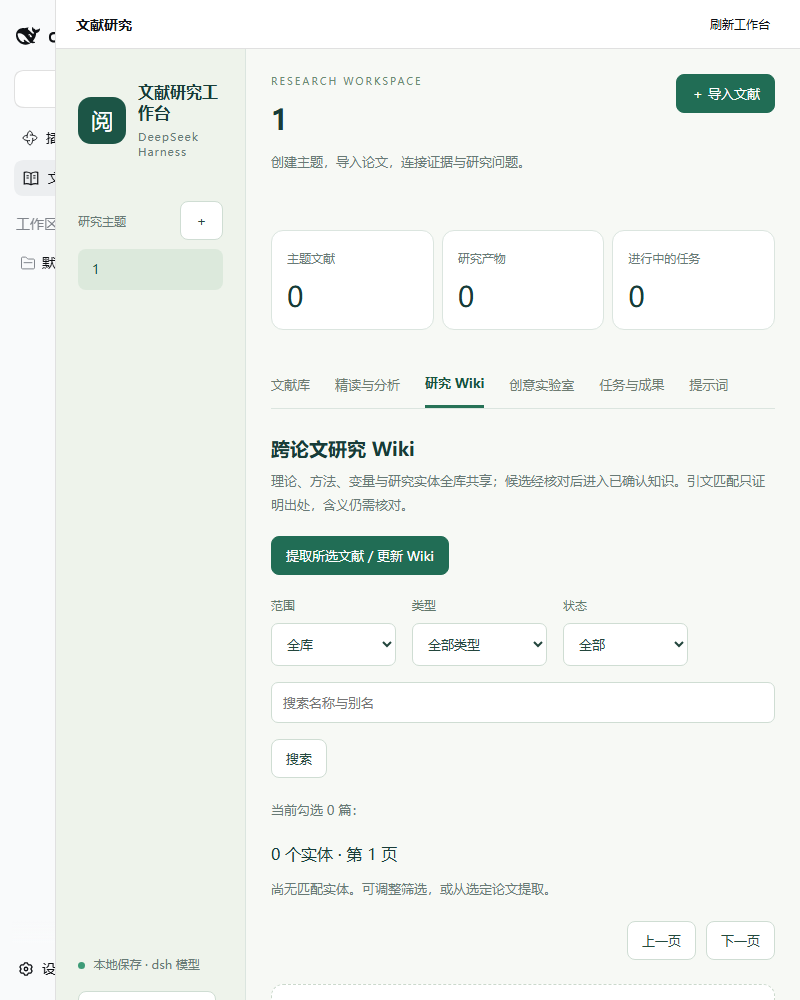 文献研究
刷新工作台
阅
文献研究工
作台
DeepSeek
Harness
研究主题
+
1
本地保存 · dsh 模型
工作区
默
设
RESEARCH WORKSPACE
1
创建主题，导入论文，连接证据与研究问题。
+ 导入文献
主题文献
0
研究产物
0
进行中的任务
0
文献库 精读与分析 研究 Wiki 创意实验室 任务与成果 提示词
跨论文研究 Wiki
理论、方法、变量与研究实体全库共享；候选经核对后进入已确认知识。引文匹配只证
明出处，含义仍需核对。
提取所选文献 / 更新 Wiki
范围 类型 状态
全库 全部类型 全部
搜索名称与别名
搜索
当前勾选 0 篇：
0 个实体 · 第 1 页
尚无匹配实体。可调整筛选，或从选定论文提取。
上一页 下一页